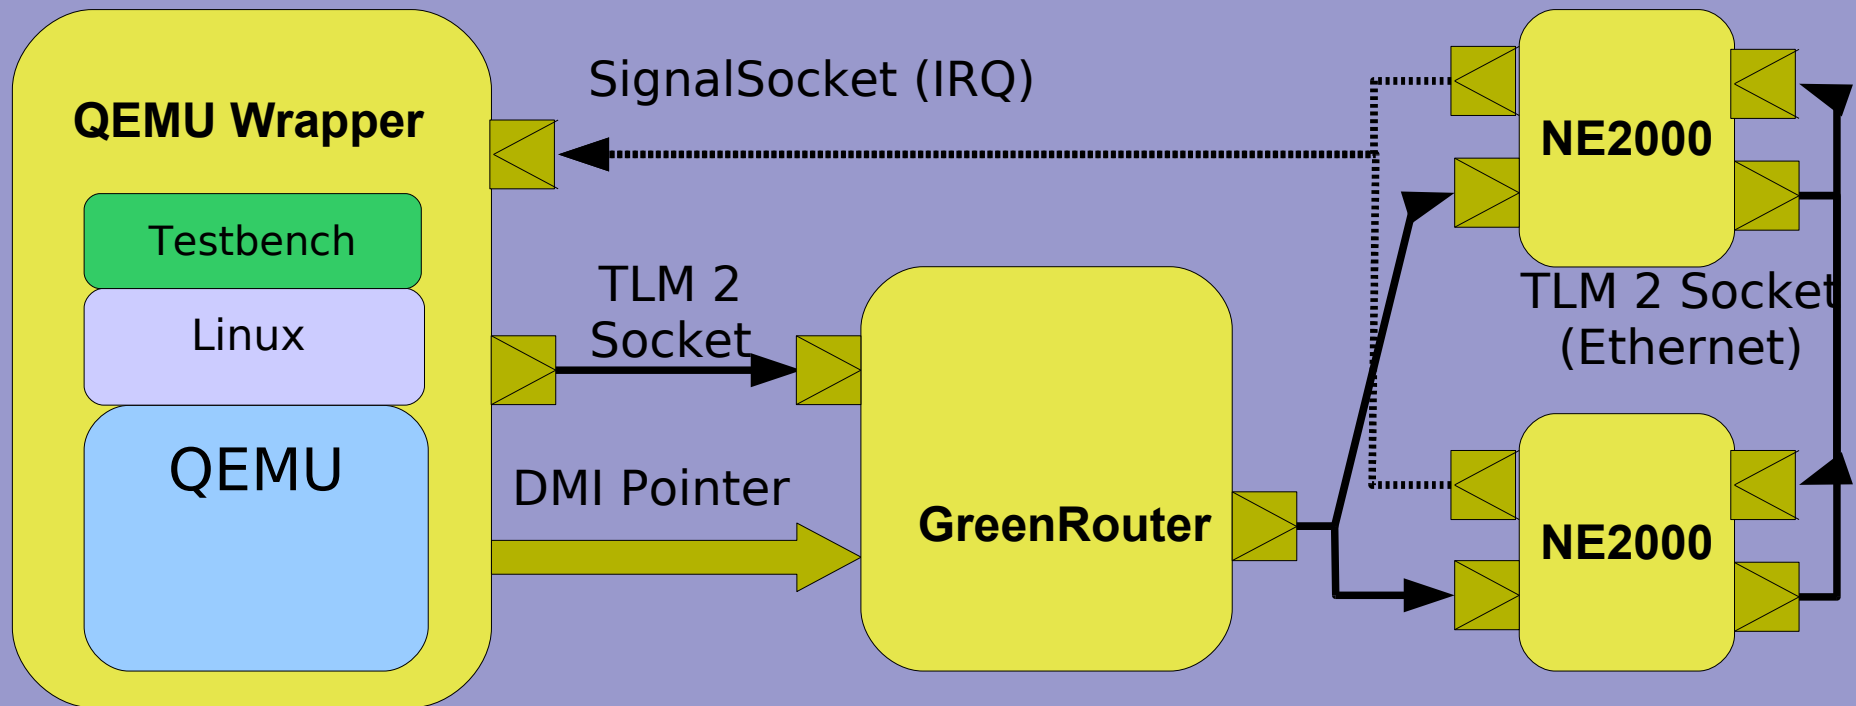 QEMU Wrapper
Testbench
Linux
QEMU
SignalSocket (IRQ)
TLM 2
Socket
DMI Pointer
GreenRouter
NE2000
TLM 2 Socket
(Ethernet)
NE2000